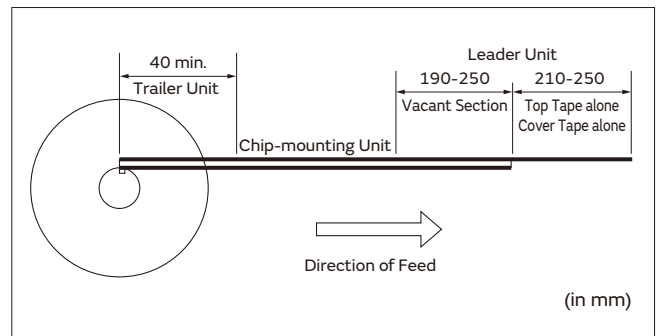 Leader Unit
40 min.
190-250
210-250
Trailer Unit
Vacant Section
Top Tape alone
Cover Tape alone
Chip-mounting Unit
Direction of Feed
(in mm)